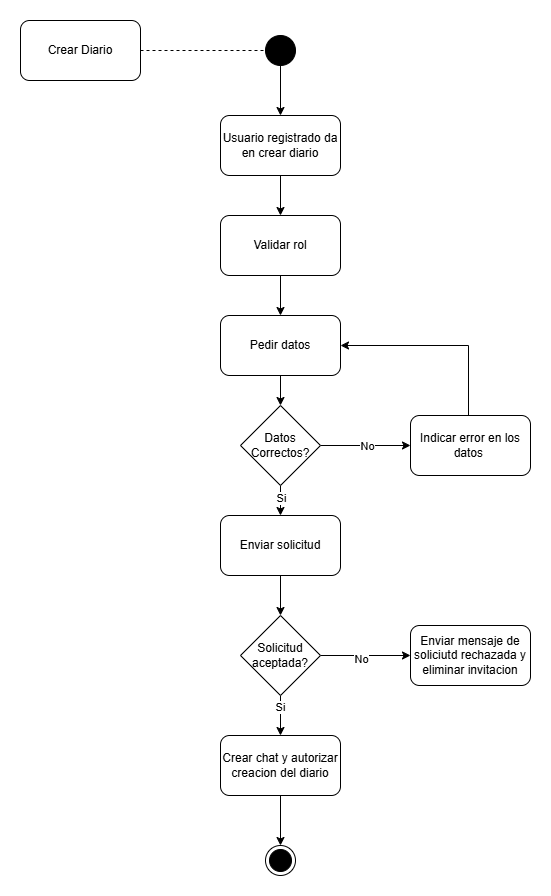 Crear Diario
Usuario registrado da
en crear diario
Validar rol
Pedir datos
Datos
Correctos?
No
Indicar error en los
datos
Si
Enviar solicitud
Solicitud
aceptada?
No
Enviar mensaje de
soliciutd rechazada y
eliminar invitacion
Si
Crear chat y autorizar
creacion del diario